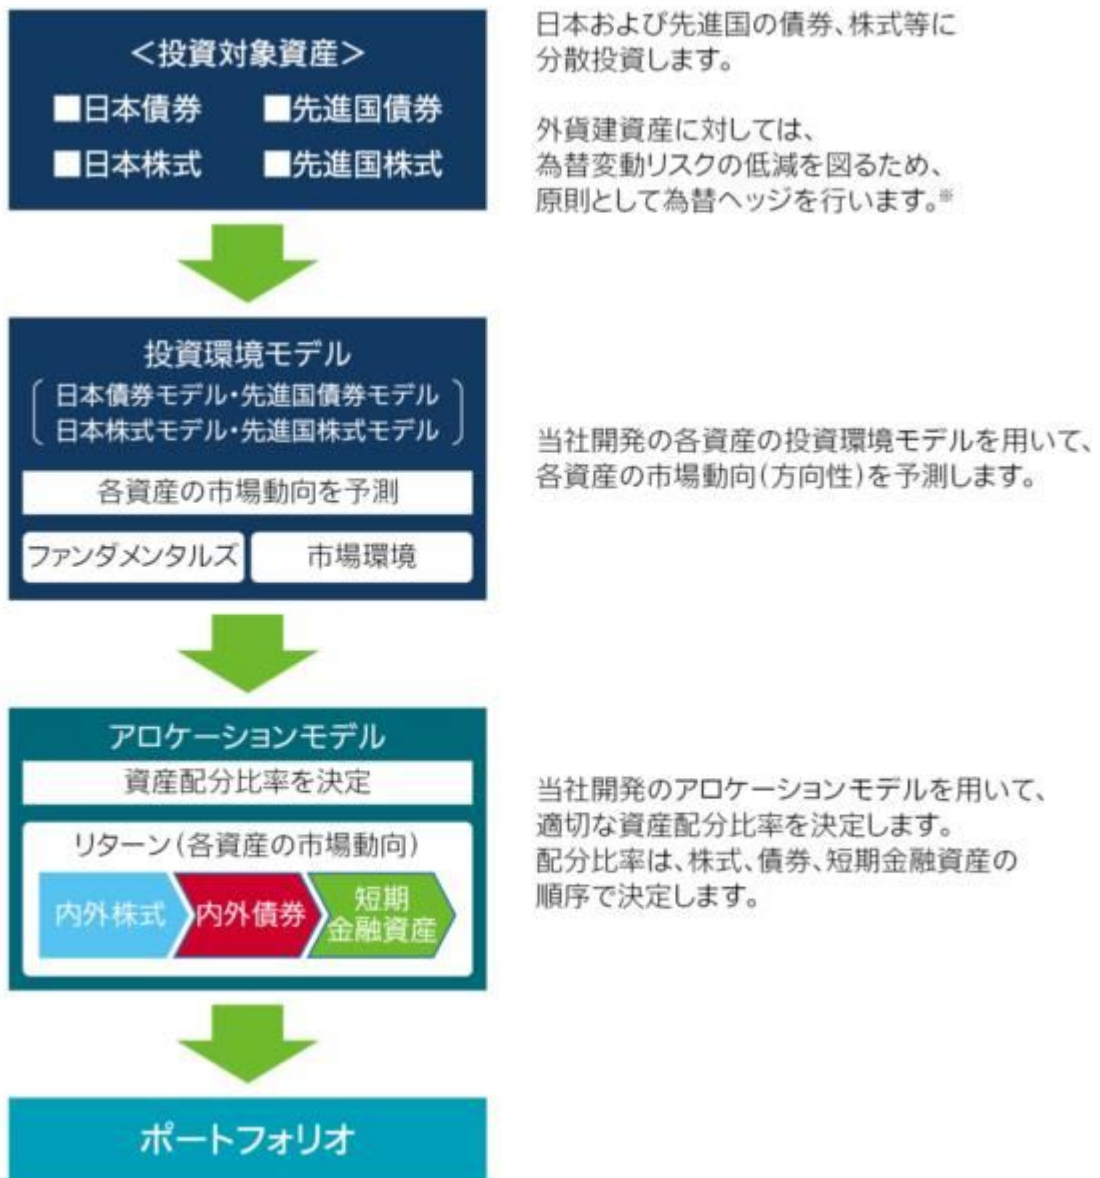 ＜投資対象資産＞
■日本債券 ■先進国債券
■日本株式 ■先進国株式
日本および先進国の債券、株式等に
分散投資します。
外貨建資産に対しては、
為替変動リスクの低減を図るため、
原則として為替ヘッジを行います。※
投資環境モデル
日本債券モデル・先進国債券モデル
日本株式モデル・先進国株式モデル
各資産の市場動向を予測
ファンダメンタルズ 市場環境
当社開発の各資産の投資環境モデルを用いて、
各資産の市場動向(方向性)を予測します。
アロケーションモデル
資産配分比率を決定
リターン(各資産の市場動向)
内外株式 内外債券 短期
金融資産
当社開発のアロケーションモデルを用いて、
適切な資産配分比率を決定します。
配分比率は、株式、債券、短期金融資産の
順序で決定します。
ポートフォリオ